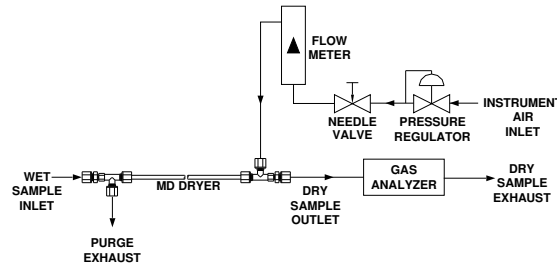 FLOW
METER
INSTRUMENT
AIR
INLET
NEEDLE
VALVE
PRESSURE
REGULATOR
WET
SAMPLE
INLET
MD DRYER
DRY
SAMPLE
OUTLET
GAS
ANALYZER
DRY
SAMPLE
EXHAUST
PURGE
EXHAUST